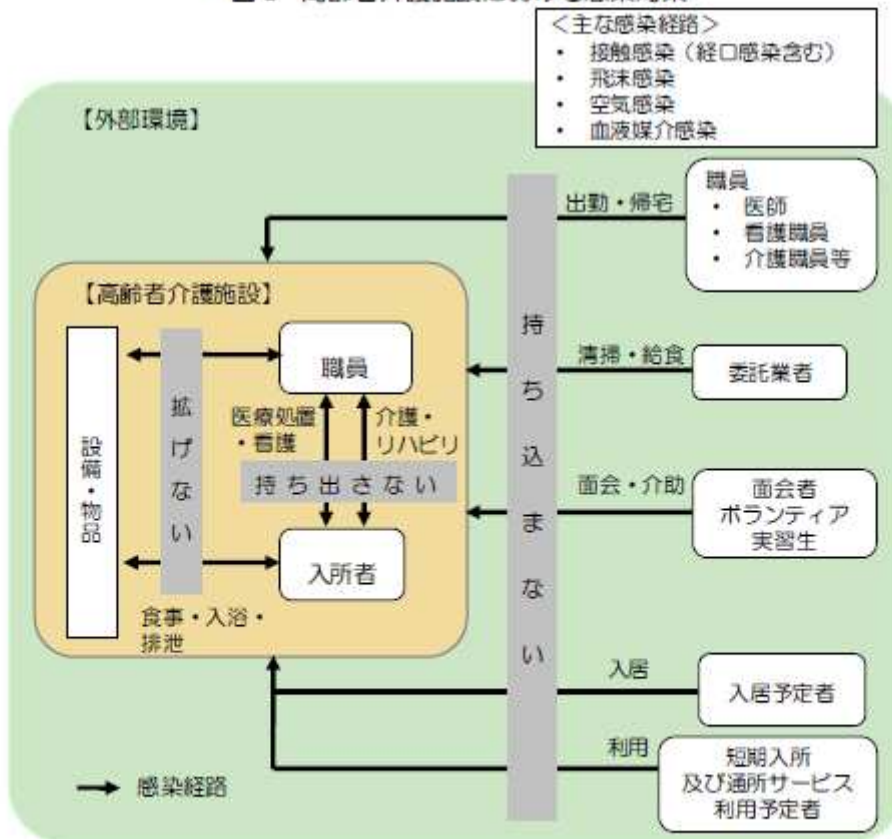 ＜主な感染経路＞
・ 接触感染（経口感染含む）
・ 飛沫感染
・ 空気感染
・ 血液媒介感染
【外部環境】
職員
・ 医師
・ 看護職員
・ 介護職員等
出勤・帰宅
【高齢者介護施設】
職員
持ち込まない
清掃・給食
委託業者
拡げない
医療処置
・看護
介護・
リハビリ
設備・物品
持ち出さない
面会・介助
面会者
ボランティア
実習生
入所者
食事・入浴・
排泄
入居
入居予定者
利用
短期入所
及び通所サービス
利用予定者
感染経路